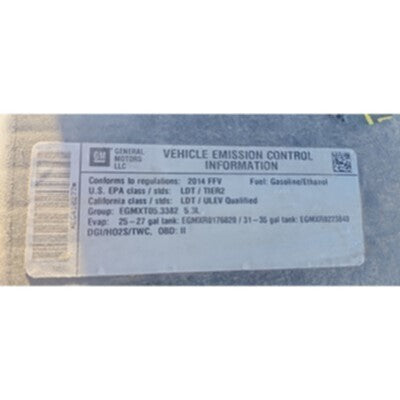 GM
GENERAL MOTORS LLC
VEHICLE EMISSION CONTROL INFORMATION
Conforms to regulations: 2014 FFV Fuel: Gasoline/Ethanol
U.S. EPA class / stds: LDT / TIER2
California class / stds: LDT / ULEV Qualified
Group: EGMXT05.3382 5.3L
Evap: 25-27 gal tank: EGMXR0176820 / 31-35 gal tank: EGMXR0223840
DGI/HO2S/TWC, OBD: II